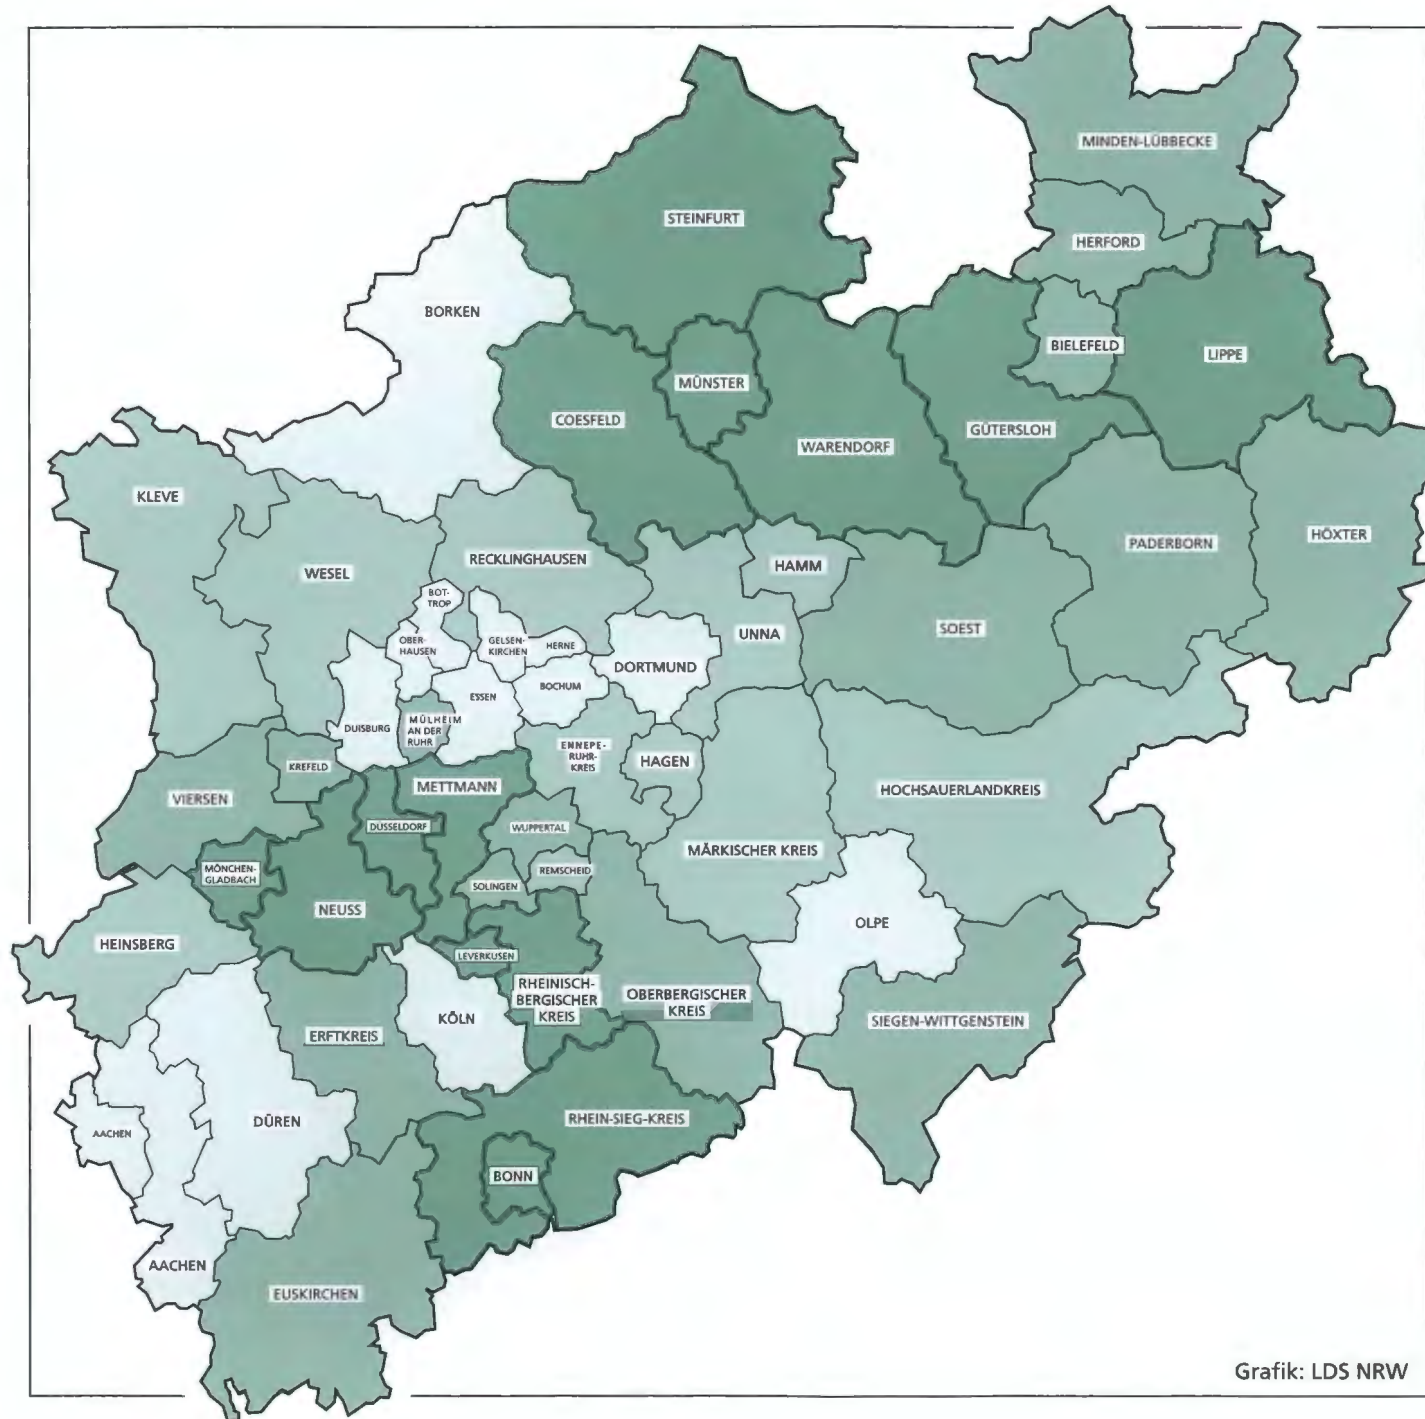 MINDEN-LÜBBECKE
STEINFURT
HERFORD
BORKEN
BIELEFELD
LIPPE
MÜNSTER
COESFELD
GÜTERSLOH
WARENDORF
KLEVE
HÖXTER
PADERBORN
RECKLINGHAUSEN
HAMM
WESEL
BOT-
TROP
SOEST
UNNA
OBER-
HAUSEN
GELSEN-
KIRCHEN
HERNE
DORTMUND
BOCHUM
ESSEN
DUISBURG
MÜLHEIM
AN DER
RUHR
ENNEPE-
RUHR-
KREIS
HAGEN
KREFELD
METTMANN
HOCHSAUERLANDKREIS
VIERSEN
DÜSSELDORF
WUPPERTAL
MÄRKISCHER KREIS
MÖNCHEN-
GLADBACH
REMSCHEID
SOLINGEN
NEUSS
OLPE
HEINSBERG
LEVERKUSEN
RHEINISCH-
BERGISCHER
KREIS
OBERBERGISCHER
KREIS
KÖLN
SIEGEN-WITTGENSTEIN
ERFTKREIS
RHEIN-SIEG-KREIS
DÜREN
AACHEN
BONN
AACHEN
EUSKIRCHEN
Grafik: LDS NRW